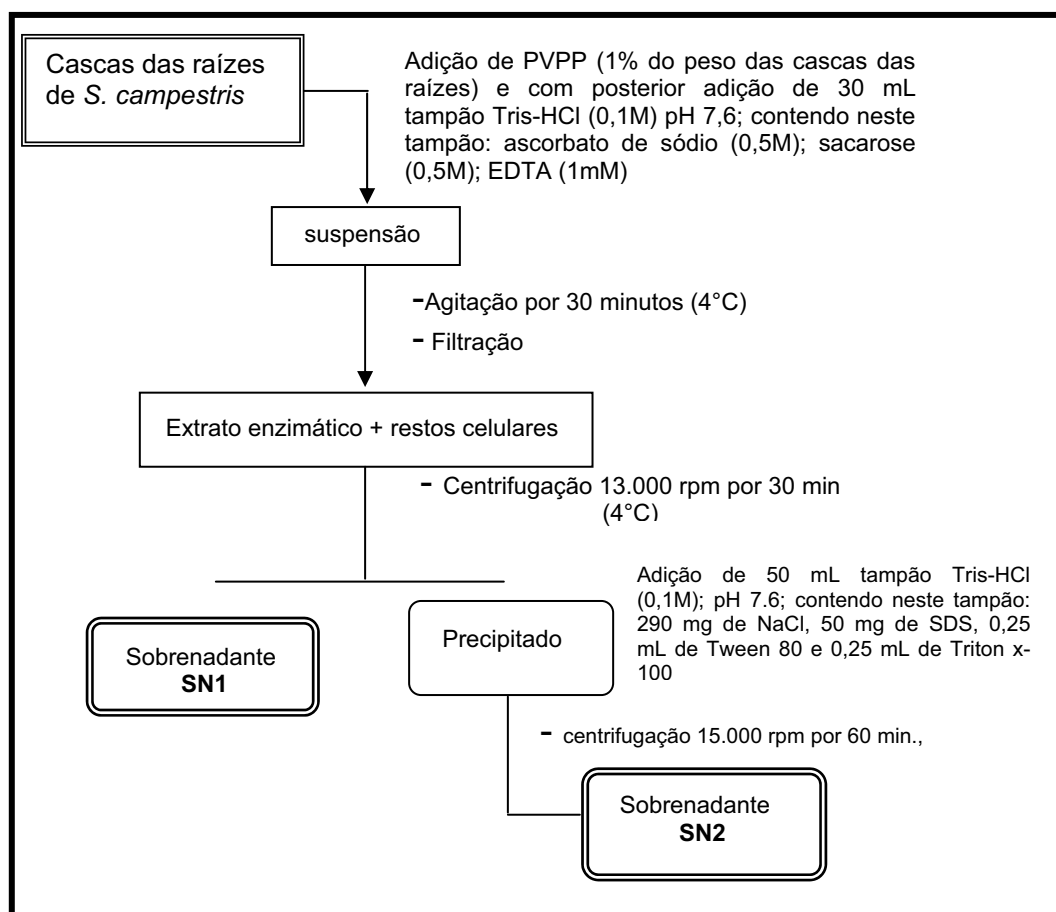 Cascas das raízes
de S. campestris
Adição de PVPP (1% do peso das cascas das
raízes) e com posterior adição de 30 mL
tampão Tris-HCl (0,1M) pH 7,6; contendo neste
tampão: ascorbato de sódio (0,5M); sacarose
(0,5M); EDTA (1mM)
suspensão
-Agitação por 30 minutos (4°C)
- Filtração
Extrato enzimático + restos celulares
- Centrifugação 13.000 rpm por 30 min
(4°C)
Adição de 50 mL tampão Tris-HCl
(0,1M); pH 7.6; contendo neste tampão:
290 mg de NaCl, 50 mg de SDS, 0,25
mL de Tween 80 e 0,25 mL de Triton x-
100
Precipitado
Sobrenadante
SN1
- centrifugação 15.000 rpm por 60 min.,
Sobrenadante
SN2